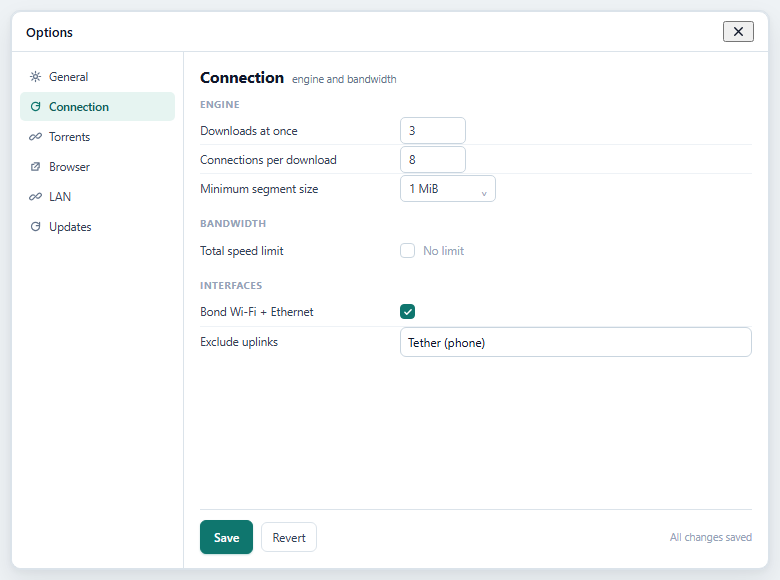 Options
General
Connection
Torrents
Browser
LAN
Updates
Connection engine and bandwidth
ENGINE
Downloads at once 3
Connections per download 8
Minimum segment size 1 MiB
BANDWIDTH
Total speed limit No limit
INTERFACES
Bond Wi-Fi + Ethernet
Exclude uplinks Tether (phone)
Save Revert All changes saved